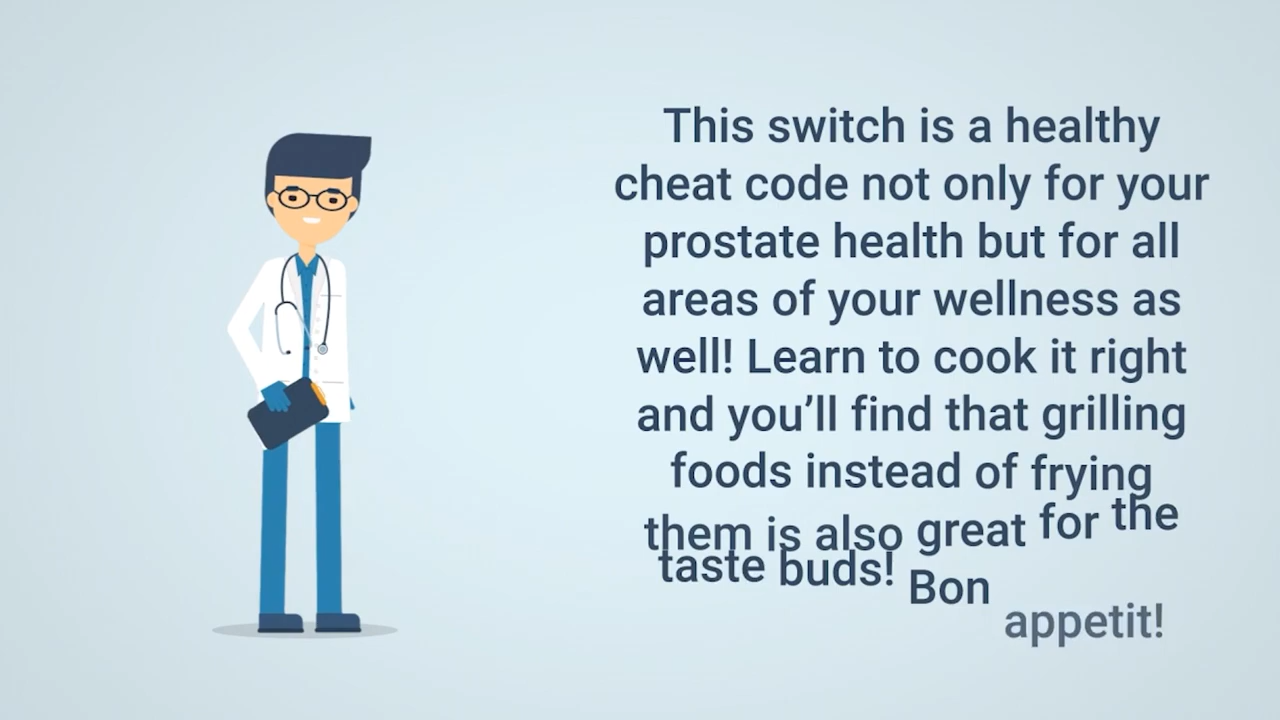 This switch is a healthy
cheat code not only for your
prostate health but for all
areas of your wellness as
well! Learn to cook it right
and you’ll find that grilling
foods instead of frying
them is also great for the
taste buds! Bon
appetit!